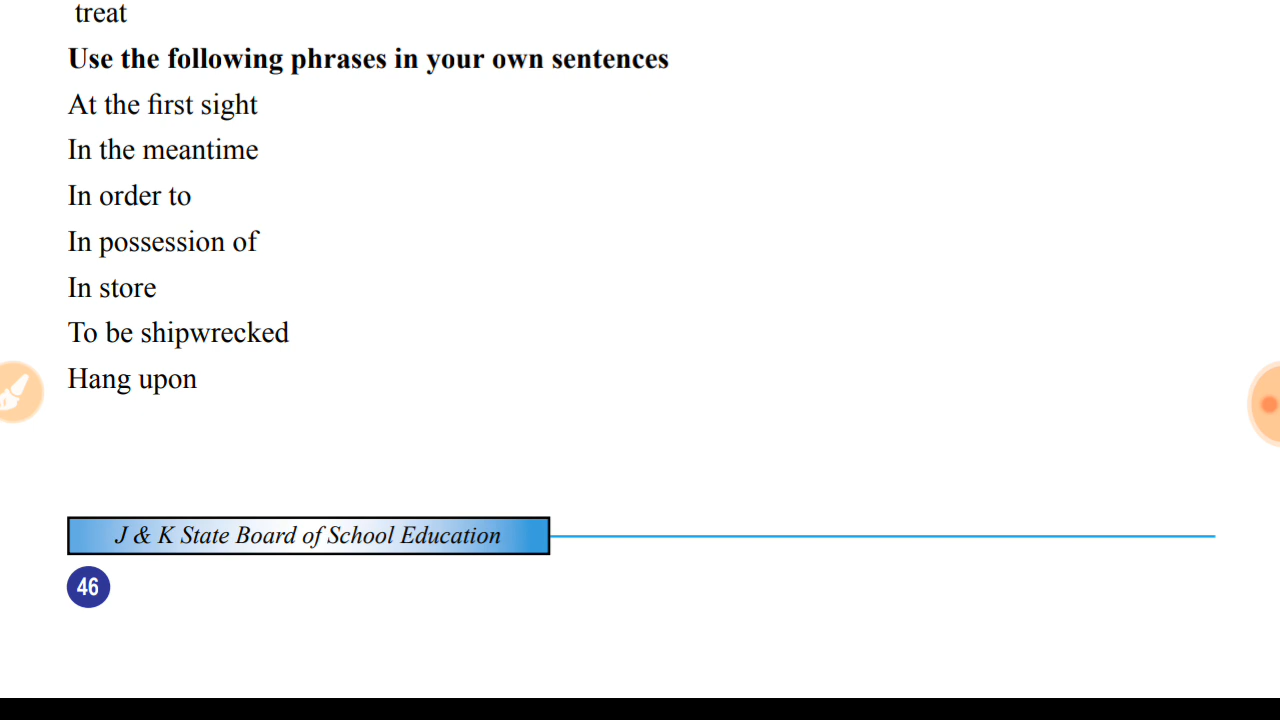 treat
Use the following phrases in your own sentences
At the first sight
In the meantime
In order to
In possession of
In store
To be shipwrecked
Hang upon
J & K State Board of School Education
46